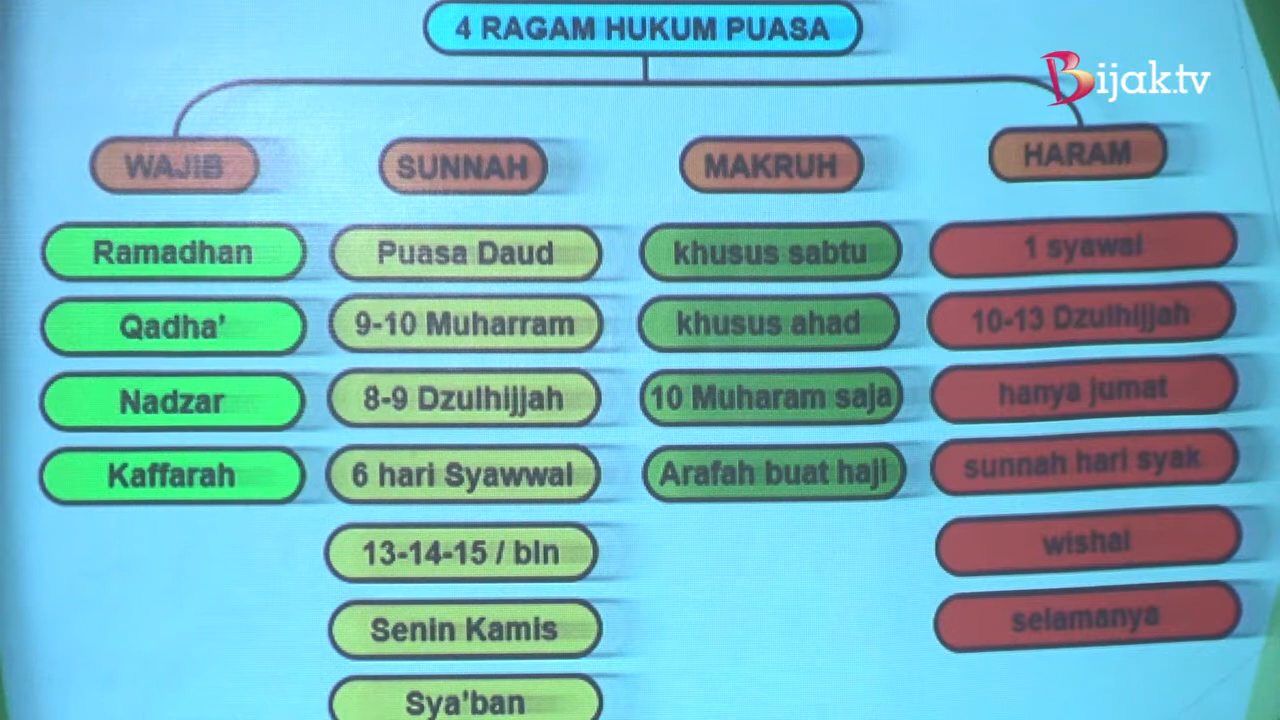 4 RAGAM HUKUM PUASA
Bijak.tv
WAJIB
SUNNAH
MAKRUH
HARAM
Ramadhan
Puasa Daud
khusus sabtu
1 syawal
Qadha'
9-10 Muharram
khusus ahad
10-13 Dzulhijjah
Nadzar
8-9 Dzulhijjah
10 Muharam saja
hanya jumat
Kaffarah
6 hari Syawwal
Arafah buat haji
sunnah hari syak
13-14-15 / bln
wishal
Senin Kamis
selamanya
Sya'ban